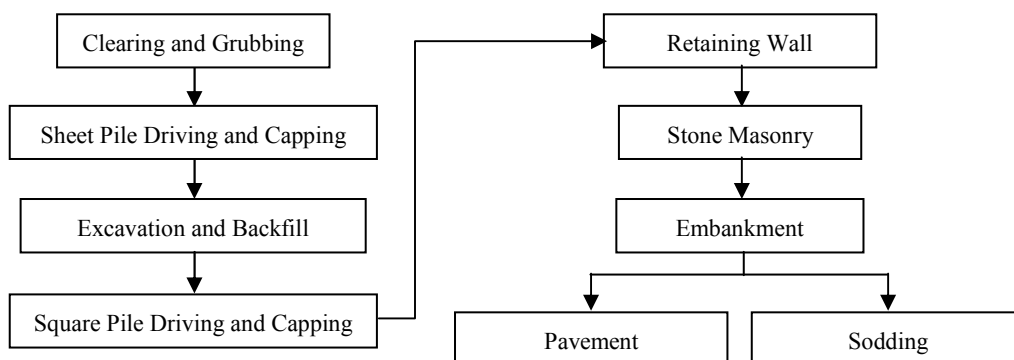 Clearing and Grubbing
Sheet Pile Driving and Capping
Excavation and Backfill
Square Pile Driving and Capping
Retaining Wall
Stone Masonry
Embankment
Pavement
Sodding